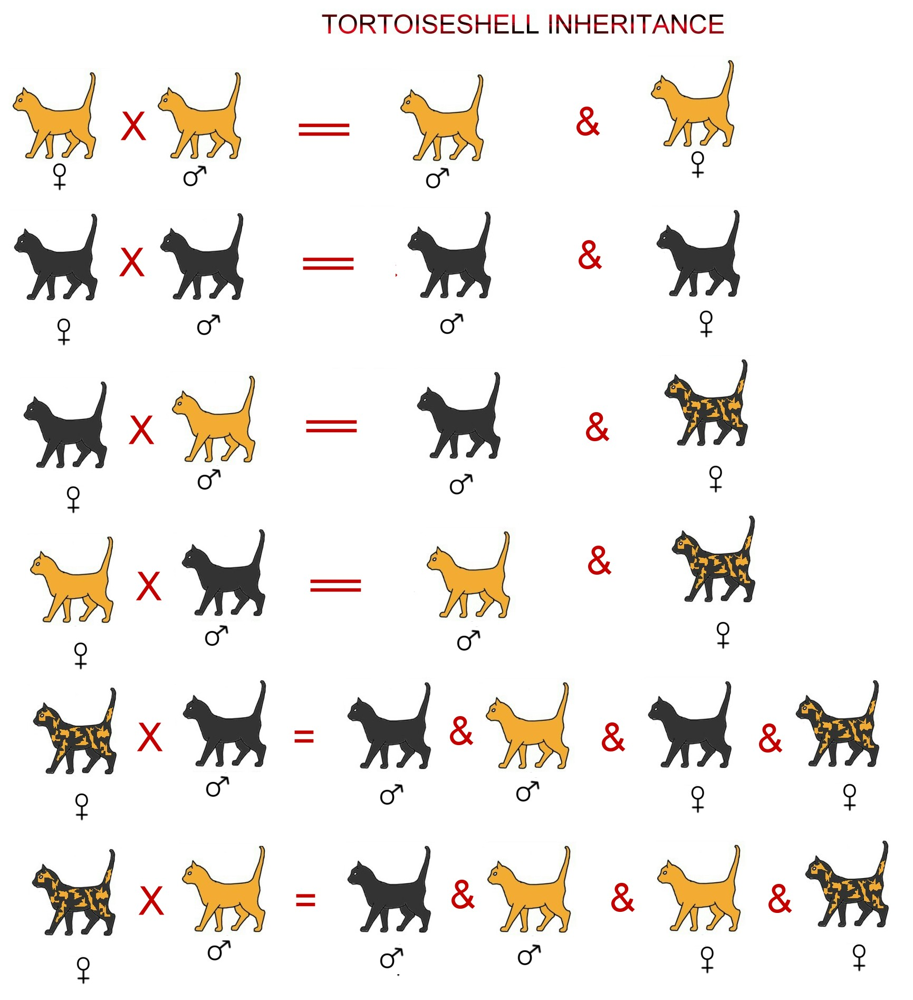 TORTOISESHELL INHERITANCE
X = &
♀ ♂ ♂ ♀
X = &
♀ ♂ ♂ ♀
X = &
♀ ♂ ♂ ♀
X = &
♀ ♂ ♂ ♀
X = & & &
♀ ♂ ♂ ♂ ♀ ♀
X = & & &
♀ ♂ ♂ ♂ ♀ ♀